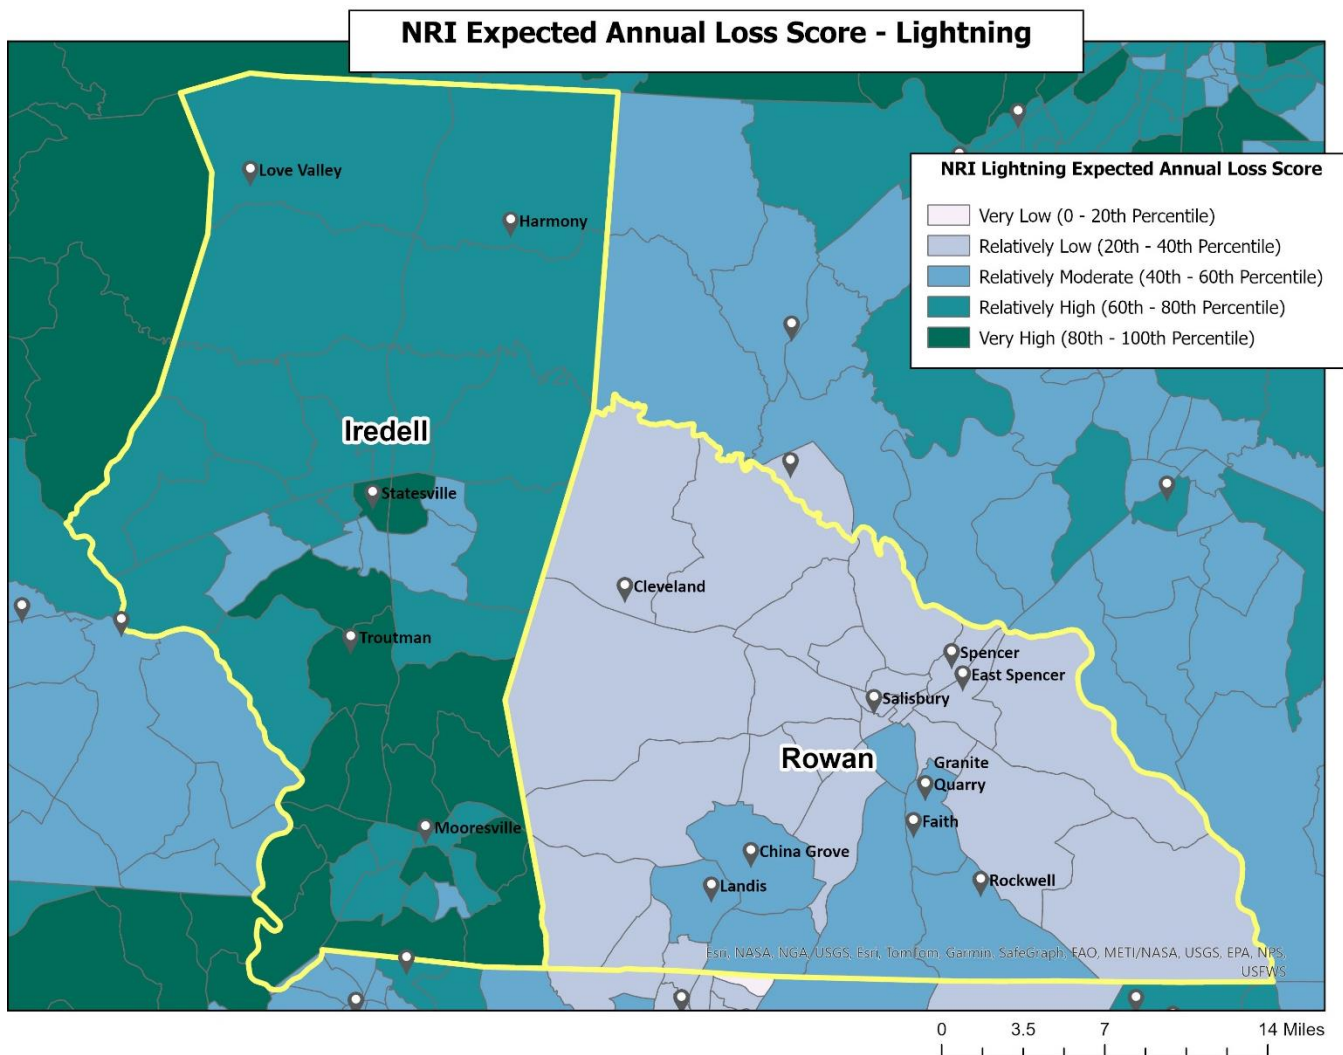 NRI Expected Annual Loss Score - Lightning
NRI Lightning Expected Annual Loss Score
Very Low (0 - 20th Percentile)
Relatively Low (20th - 40th Percentile)
Relatively Moderate (40th - 60th Percentile)
Relatively High (60th - 80th Percentile)
Very High (80th - 100th Percentile)
Love Valley
Harmony
Iredell
Statesville
Cleveland
Troutman
Spencer
East Spencer
Salisbury
Rowan
Granite
Quarry
Mooresville
Faith
China Grove
Landis
Rockwell
Esri, NASA, NGA, USGS, Esri, TomTom, Garmin, SafeGraph, FAO, METI/NASA, USGS, EPA, NPS,
USFWS
0 3.5 7 14 Miles